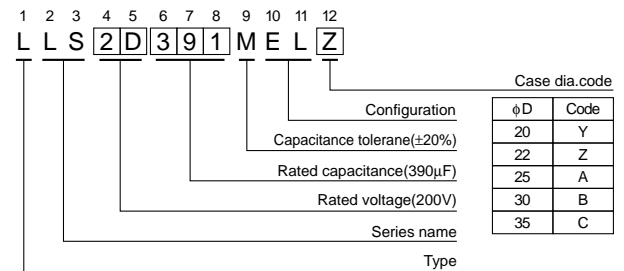 1 2 3 4 5 6 7 8 9 10 11 12
L L S 2 D 3 9 1 M E L Z
Case dia.code
Configuration
Capacitance tolerane(±20%)
Rated capacitance(390µF)
Rated voltage(200V)
Series name
Type
φD Code
20 Y
22 Z
25 A
30 B
35 C